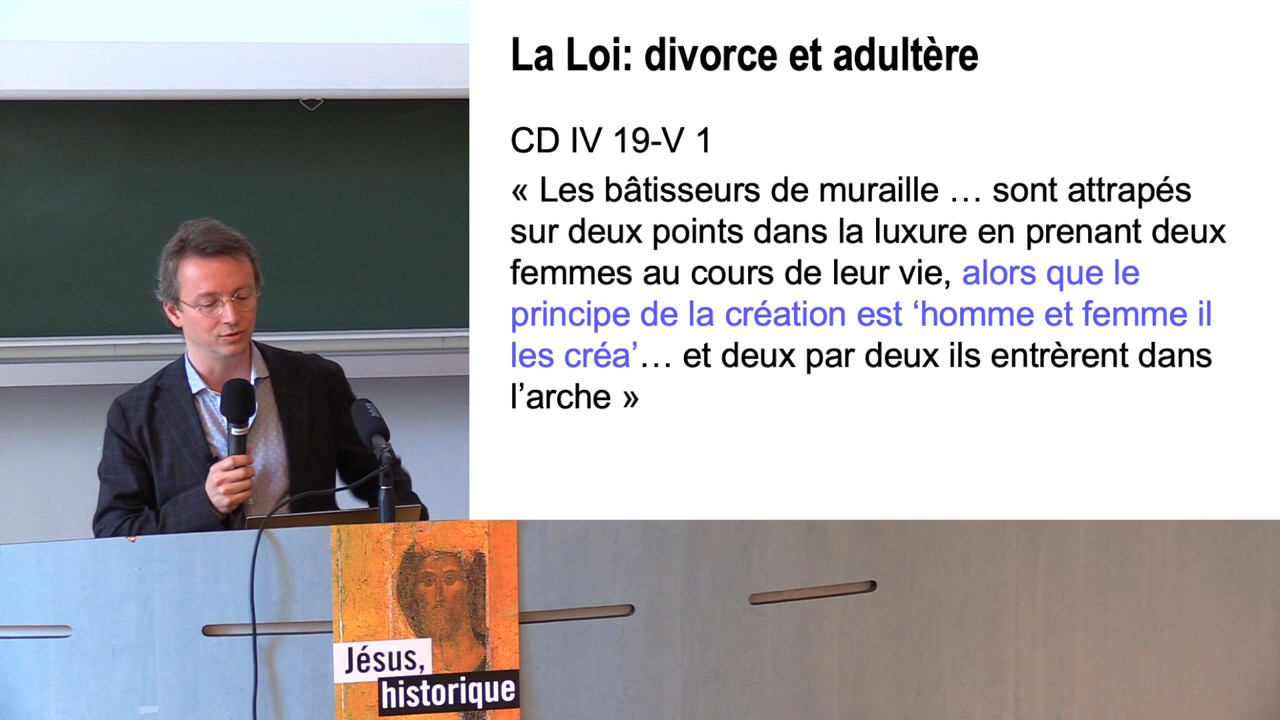 La Loi: divorce et adultère
CD IV 19-V 1
« Les bâtisseurs de muraille … sont attrapés
sur deux points dans la luxure en prenant deux
femmes au cours de leur vie, alors que le
principe de la création est ‘homme et femme il
les créa’… et deux par deux ils entrèrent dans
l’arche »
Jésus,
historique